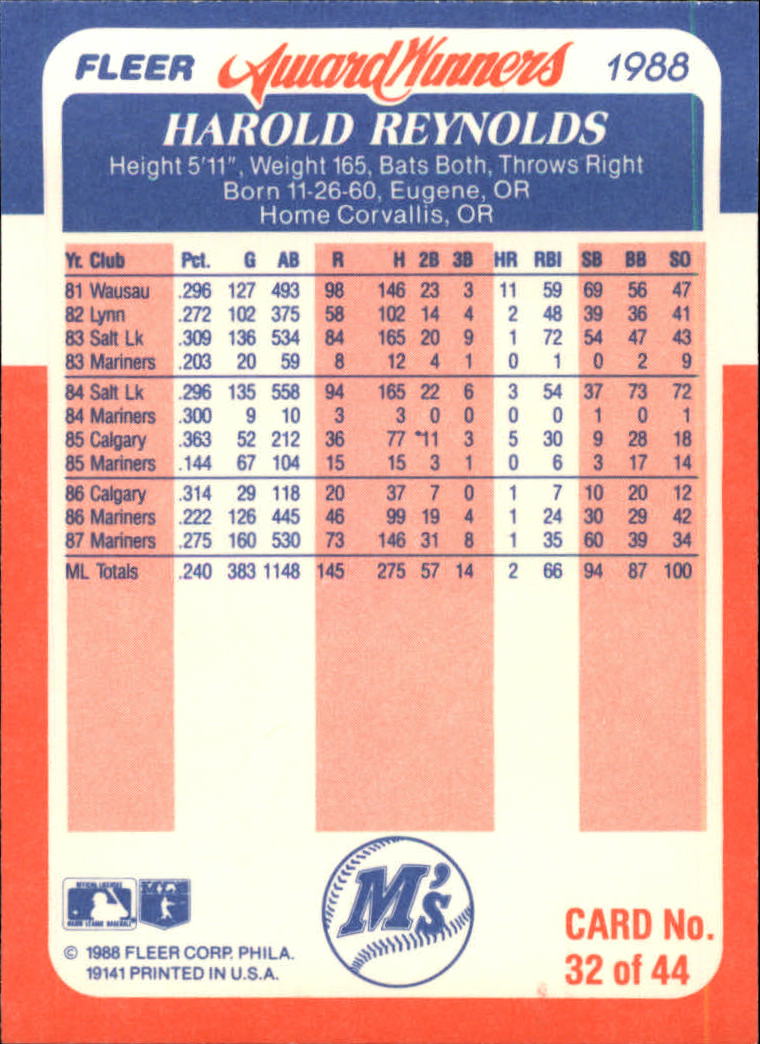 FLEER Award Winners 1988
HAROLD REYNOLDS
Height 5'11", Weight 165, Bats Both, Throws Right
Born 11-26-60, Eugene, OR
Home Corvallis, OR
Yr. Club Pct. G AB R H 2B 3B HR RBI SB BB SO
81 Wausau .296 127 493 98 146 23 3 11 59 69 56 47
82 Lynn .272 102 375 58 102 14 4 2 48 39 36 41
83 Salt Lk .309 136 534 84 165 20 9 1 72 54 47 43
83 Mariners .203 20 59 8 12 4 1 0 1 0 2 9
84 Salt Lk .296 135 558 94 165 22 6 3 54 37 73 72
84 Mariners .300 9 10 3 3 0 0 0 0 1 0 1
85 Calgary .363 52 212 36 77 *11 3 5 30 9 28 18
85 Mariners .144 67 104 15 15 3 1 0 6 3 17 14
86 Calgary .314 29 118 20 37 7 0 1 7 10 20 12
86 Mariners .222 126 445 46 99 19 4 1 24 30 29 42
87 Mariners .275 160 530 73 146 31 8 1 35 60 39 34
ML Totals .240 383 1148 145 275 57 14 2 66 94 87 100
M's
© 1988 FLEER CORP. PHILA.
19141 PRINTED IN U.S.A.
CARD No.
32 of 44